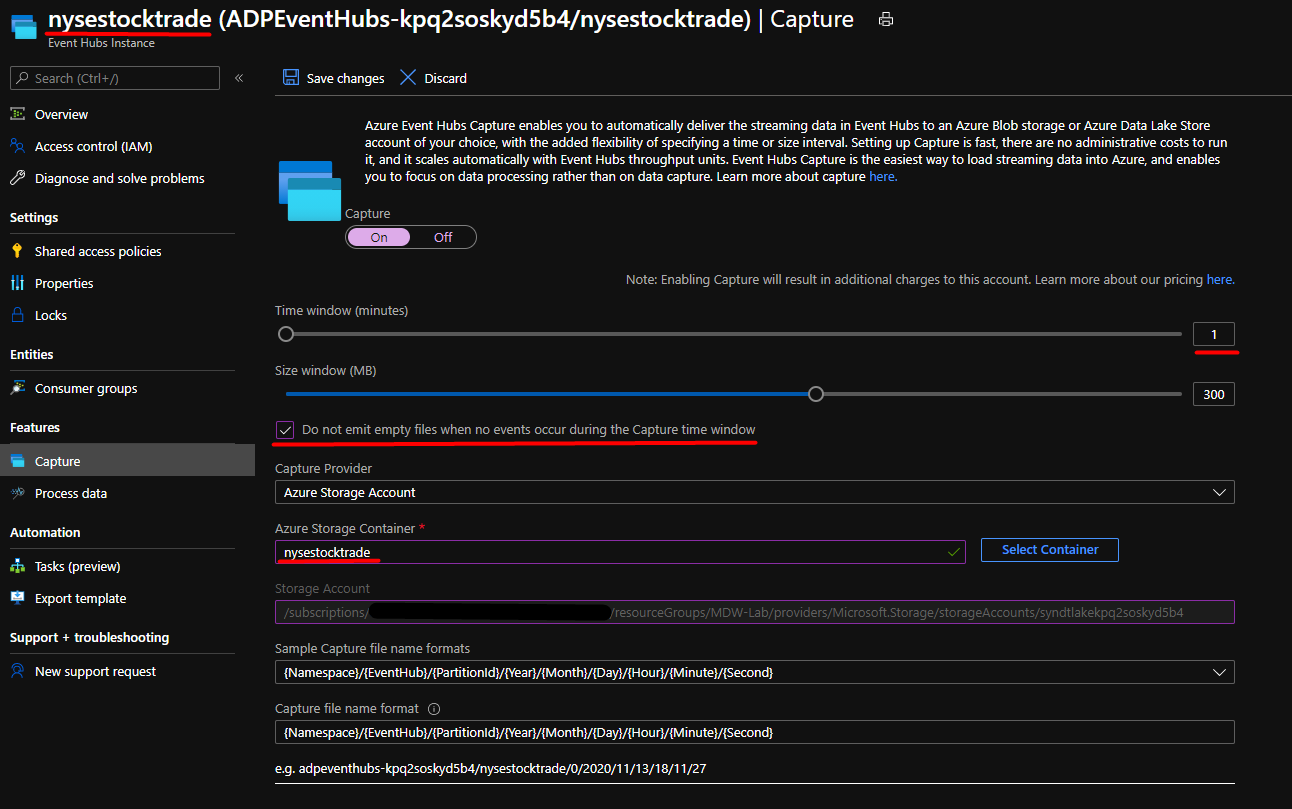 nysestocktrade (ADPEventHubs-kpq2soskyd5b4/nysestocktrade) | Capture
Event Hubs Instance
Search (Ctrl+/)
«
Overview
Access control (IAM)
Diagnose and solve problems
Settings
Shared access policies
Properties
Locks
Entities
Consumer groups
Features
Capture
Process data
Automation
Tasks (preview)
Export template
Support + troubleshooting
New support request
Save changes
Discard
Azure Event Hubs Capture enables you to automatically deliver the streaming data in Event Hubs to an Azure Blob storage or Azure Data Lake Store
account of your choice, with the added flexibility of specifying a time or size interval. Setting up Capture is fast, there are no administrative costs to run
it, and it scales automatically with Event Hubs throughput units. Event Hubs Capture is the easiest way to load streaming data into Azure, and enables
you to focus on data processing rather than on data capture. Learn more about capture here.
Capture
On Off
Note: Enabling Capture will result in additional charges to this account. Learn more about our pricing here.
Time window (minutes)
1
Size window (MB)
300
Do not emit empty files when no events occur during the Capture time window
Capture Provider
Azure Storage Account
Azure Storage Container *
nysestocktrade
Select Container
Storage Account
/subscriptions/ /resourceGroups/MDW-Lab/providers/Microsoft.Storage/storageAccounts/syndtlakekpq2soskyd5b4
Sample Capture file name formats
{Namespace}/{EventHub}/{PartitionId}/{Year}/{Month}/{Day}/{Hour}/{Minute}/{Second}
Capture file name format
{Namespace}/{EventHub}/{PartitionId}/{Year}/{Month}/{Day}/{Hour}/{Minute}/{Second}
e.g. adpeventhubs-kpq2soskyd5b4/nysestocktrade/0/2020/11/13/18/11/27